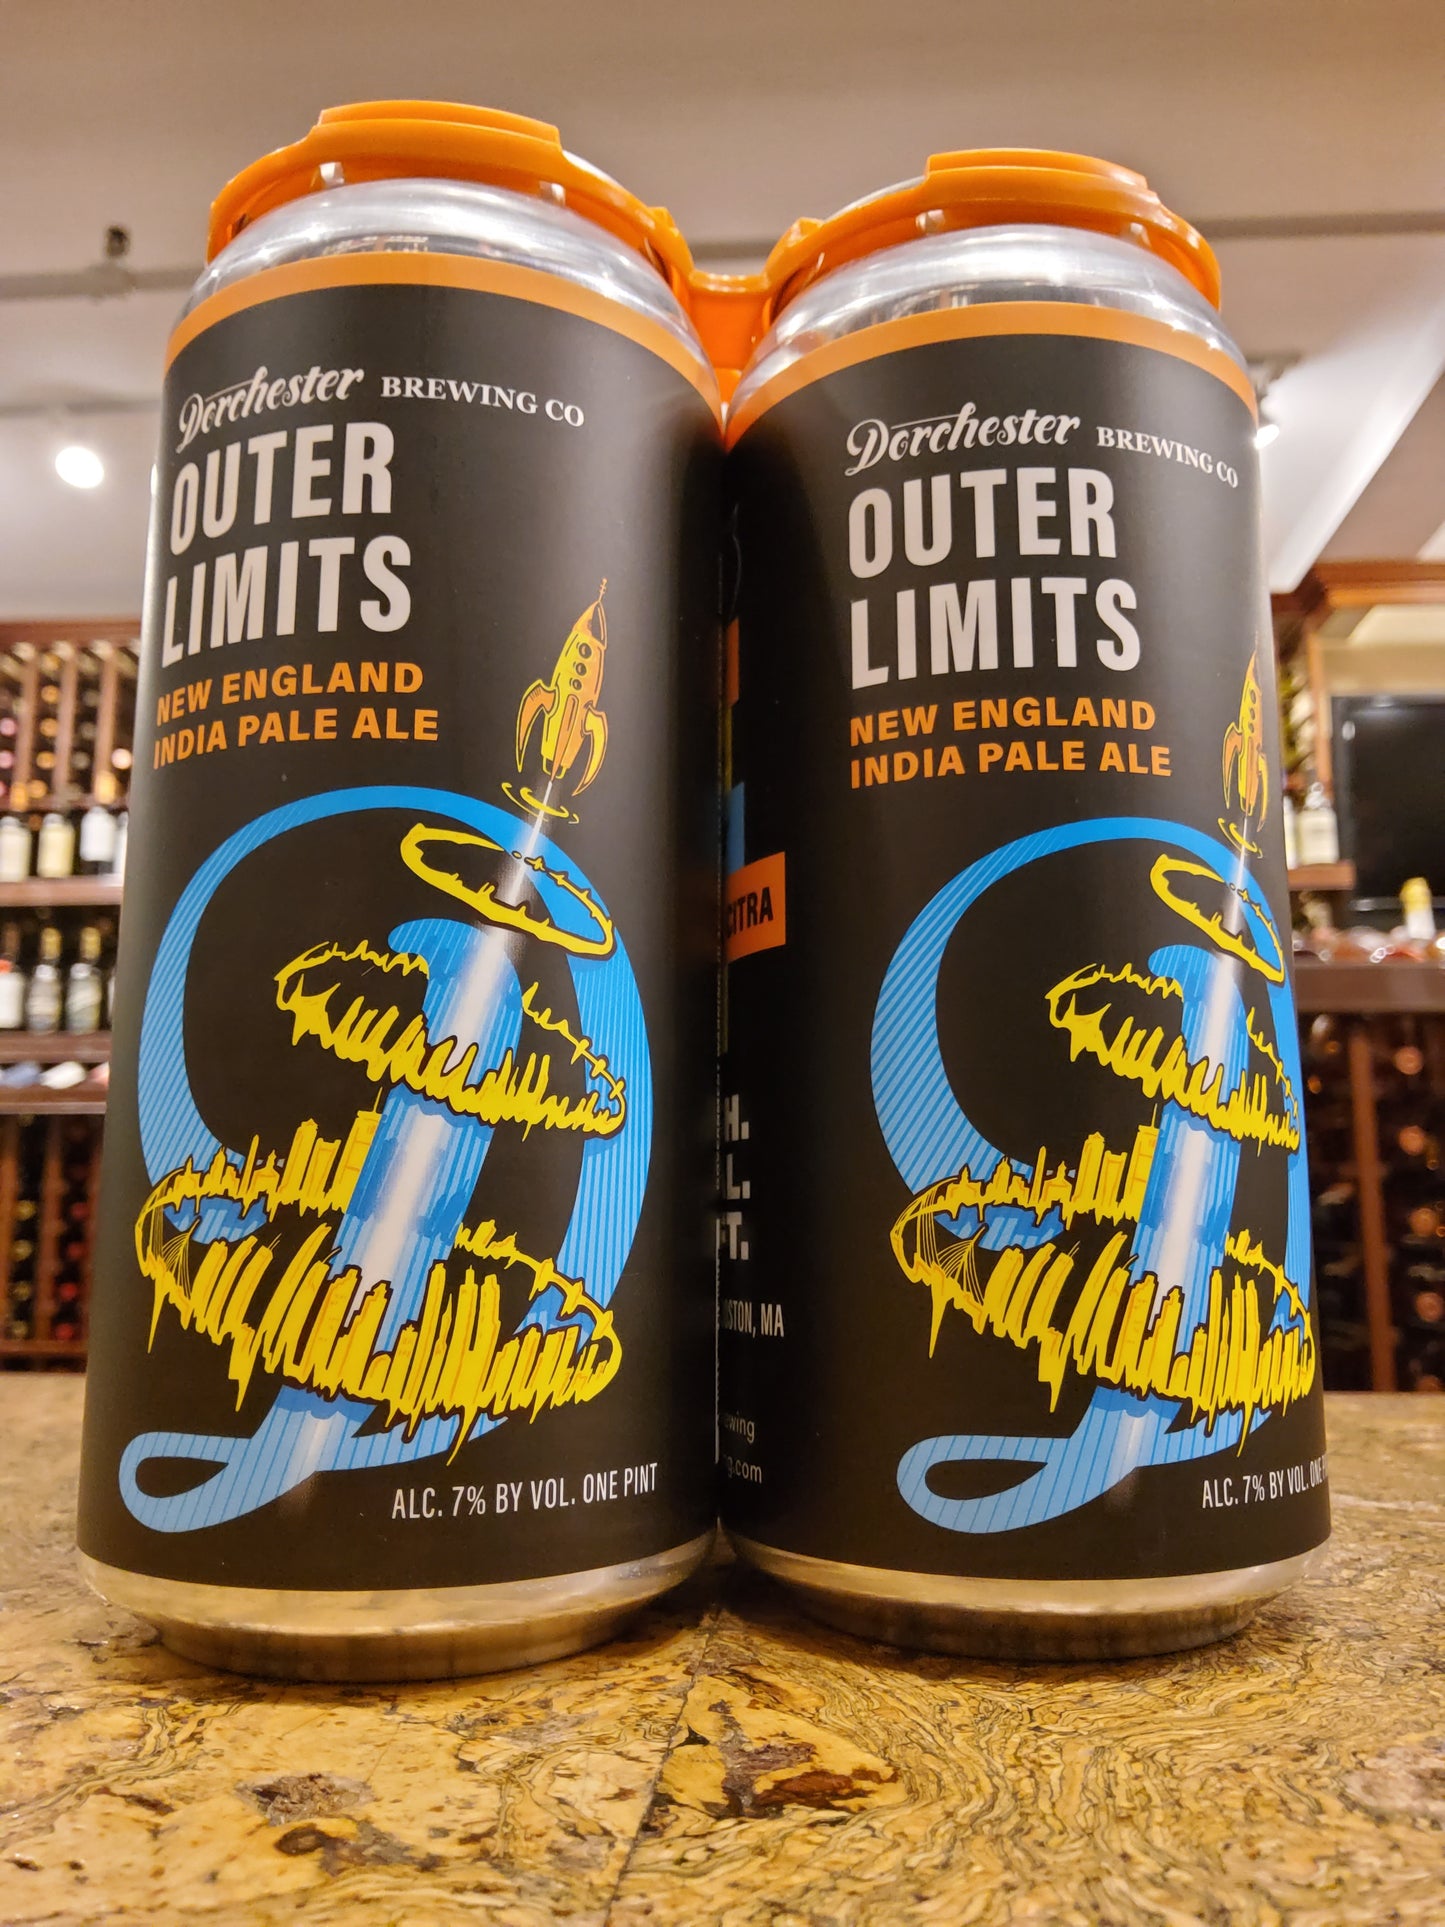 Dorchester BREWING CO
OUTER
LIMITS
NEW ENGLAND
INDIA PALE ALE
ALC. 7% BY VOL. ONE PINT
CITRA
MA
Dorchester BREWING CO
OUTER
LIMITS
NEW ENGLAND
INDIA PALE ALE
ALC. 7% BY VOL.